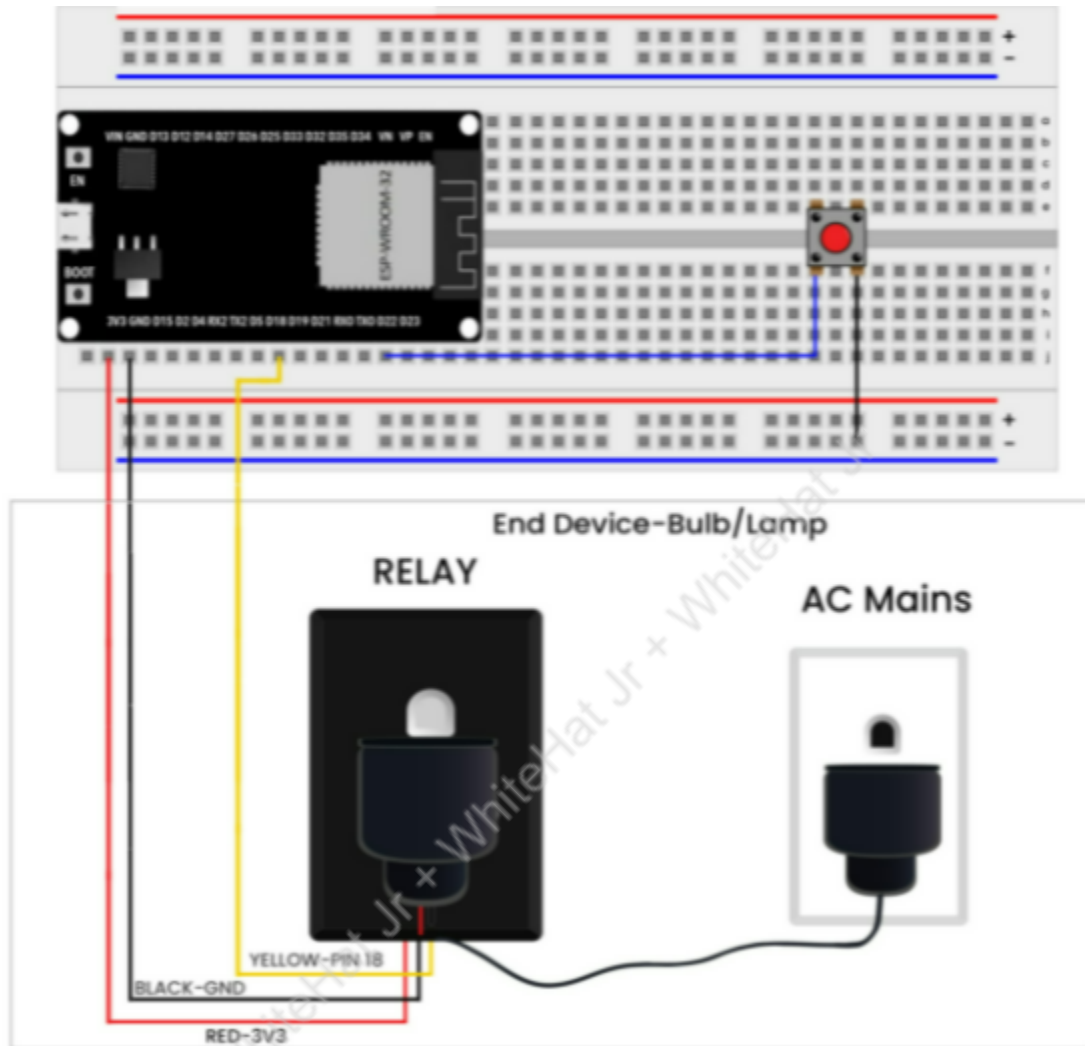 +
−
VIN GND D13 D12 D14 D27 D26 D25 D33 D32 D35 D34 VN VP EN
a
b
c
d
e
EN
ESP-WROOM-32
BOOT
f
g
h
i
j
3V3 GND D15 D2 D4 RX2 TX2 D5 D18 D19 D21 RX0 TX0 D22 D23
+
−
End Device-Bulb/Lamp
RELAY
AC Mains
YELLOW-PIN 18
BLACK-GND
RED-3V3
WhiteHat Jr + WhiteHat Jr + WhiteHat Jr